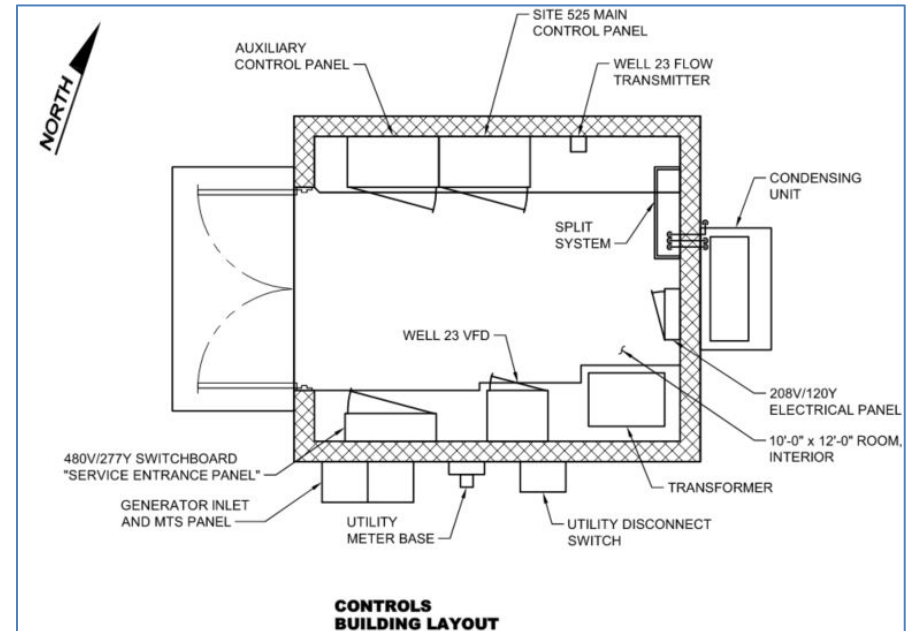 SITE 525 MAIN
CONTROL PANEL
AUXILIARY
CONTROL PANEL
WELL 23 FLOW
TRANSMITTER
NORTH
CONDENSING
UNIT
SPLIT
SYSTEM
WELL 23 VFD
208V/120Y
ELECTRICAL PANEL
10'-0" x 12'-0" ROOM,
INTERIOR
480V/277Y SWITCHBOARD
"SERVICE ENTRANCE PANEL"
TRANSFORMER
GENERATOR INLET
AND MTS PANEL
UTILITY
METER BASE
UTILITY DISCONNECT
SWITCH
CONTROLS
BUILDING LAYOUT